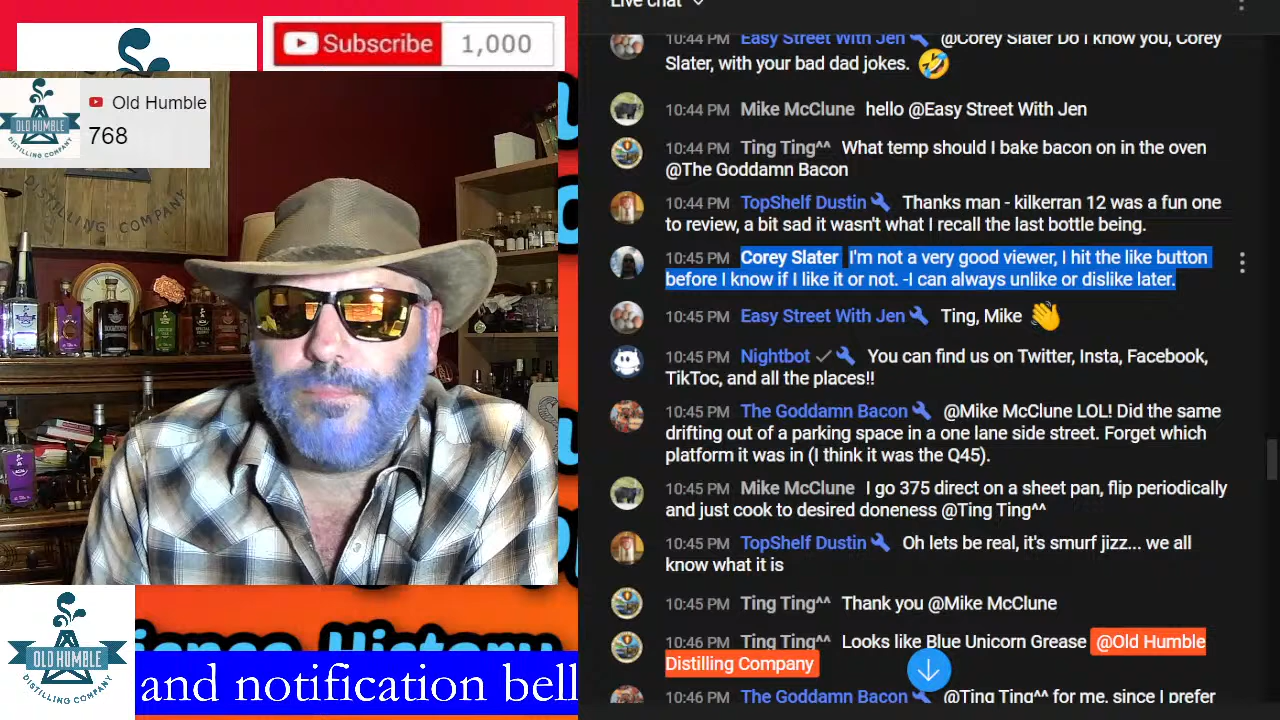 Subscribe 1,000
Old Humble
768
OLD HUMBLE
DISTILLING COMPANY
DISTILLING COMPANY
Live chat
10:44 PM Easy Street With Jen @Corey Slater Do I know you, Corey
Slater, with your bad dad jokes. 🤣
10:44 PM Mike McClune hello @Easy Street With Jen
10:44 PM Ting Ting^^ What temp should I bake bacon on in the oven
@The Goddamn Bacon
10:44 PM TopShelf Dustin Thanks man - kilkerran 12 was a fun one
to review, a bit sad it wasn't what I recall the last bottle being.
10:45 PM Corey Slater I'm not a very good viewer, I hit the like button
before I know if I like it or not. -I can always unlike or dislike later.
10:45 PM Easy Street With Jen Ting, Mike 👋
10:45 PM Nightbot You can find us on Twitter, Insta, Facebook,
TikToc, and all the places!!
10:45 PM The Goddamn Bacon @Mike McClune LOL! Did the same
drifting out of a parking space in a one lane side street. Forget which
platform it was in (I think it was the Q45).
10:45 PM Mike McClune I go 375 direct on a sheet pan, flip periodically
and just cook to desired doneness @Ting Ting^^
10:45 PM TopShelf Dustin Oh lets be real, it's smurf jizz... we all
know what it is
10:45 PM Ting Ting^^ Thank you @Mike McClune
10:46 PM Ting Ting^^ Looks like Blue Unicorn Grease @Old Humble
Distilling Company
10:46 PM The Goddamn Bacon @Ting Ting^^ for me, since I prefer
History
OLD HUMBLE
DISTILLING COMPANY
and notification bell